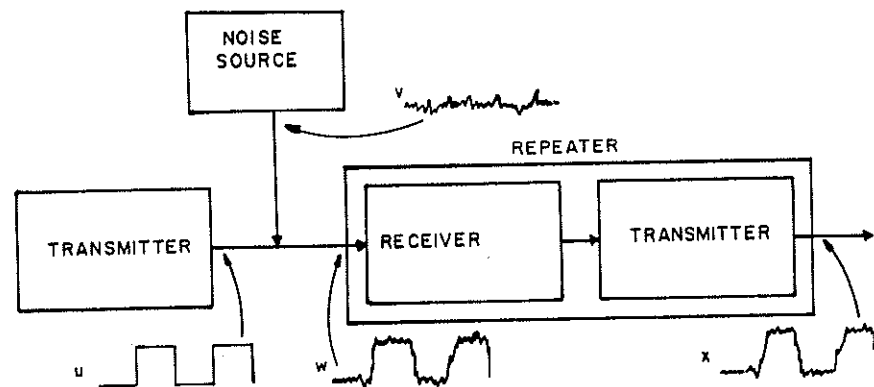 NOISE
SOURCE
V
REPEATER
TRANSMITTER
RECEIVER
TRANSMITTER
u
W
X